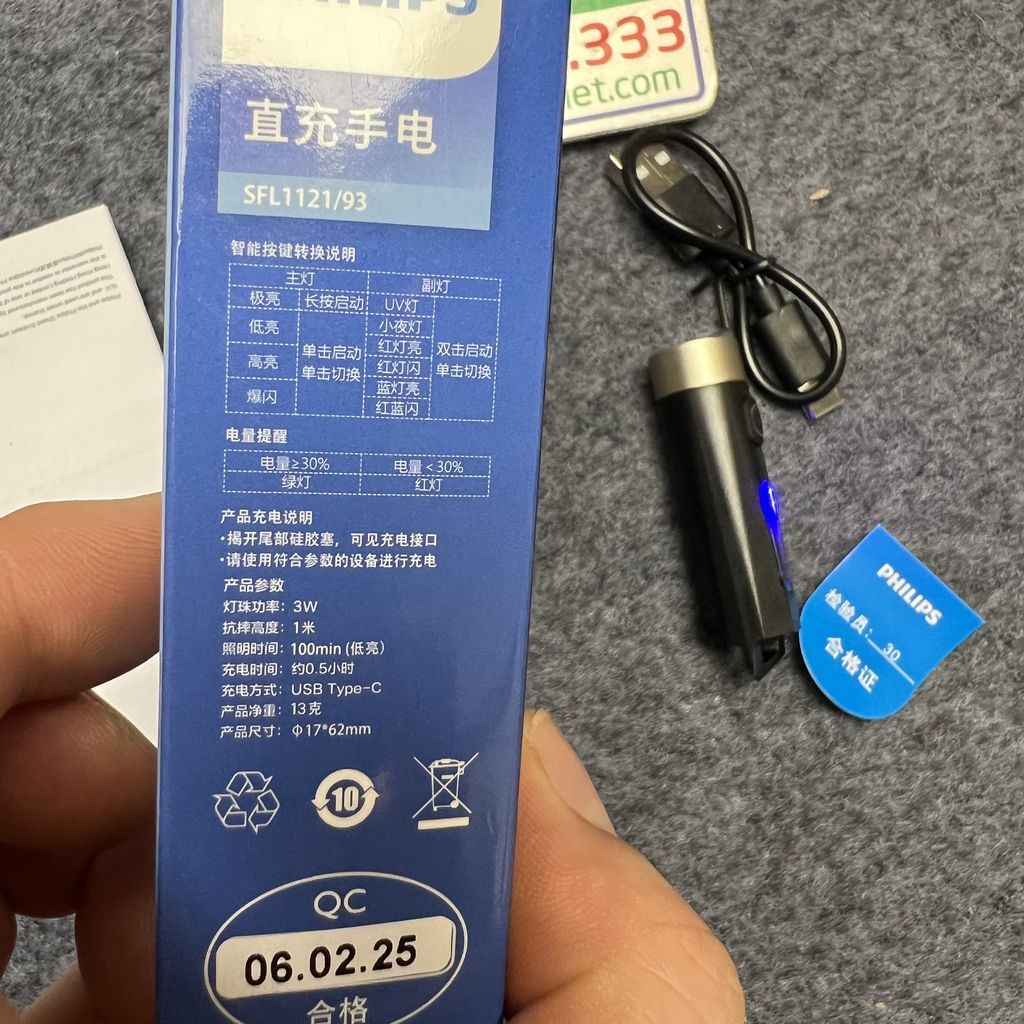 PHILIPS
直充手电
SFL1121/93
智能按键转换说明
主灯 副灯
极亮 长按启动 UV灯
低亮 小夜灯
高亮 单击启动 单击切换 红灯亮 双击启动 单击切换
红灯闪
爆闪 蓝灯亮
红蓝闪
电量提醒
电量≥30% 电量<30%
绿灯 红灯
产品充电说明
·揭开尾部硅胶塞，可见充电接口
·请使用符合参数的设备进行充电
产品参数
灯珠功率：3W
抗摔高度：1米
照明时间：100min (低亮)
充电时间：约0.5小时
充电方式：USB Type-C
产品净重：13克
产品尺寸：Φ17*62mm
10
QC
06.02.25
合格
.333
et.com
PHILIPS
检验员：30
合格证